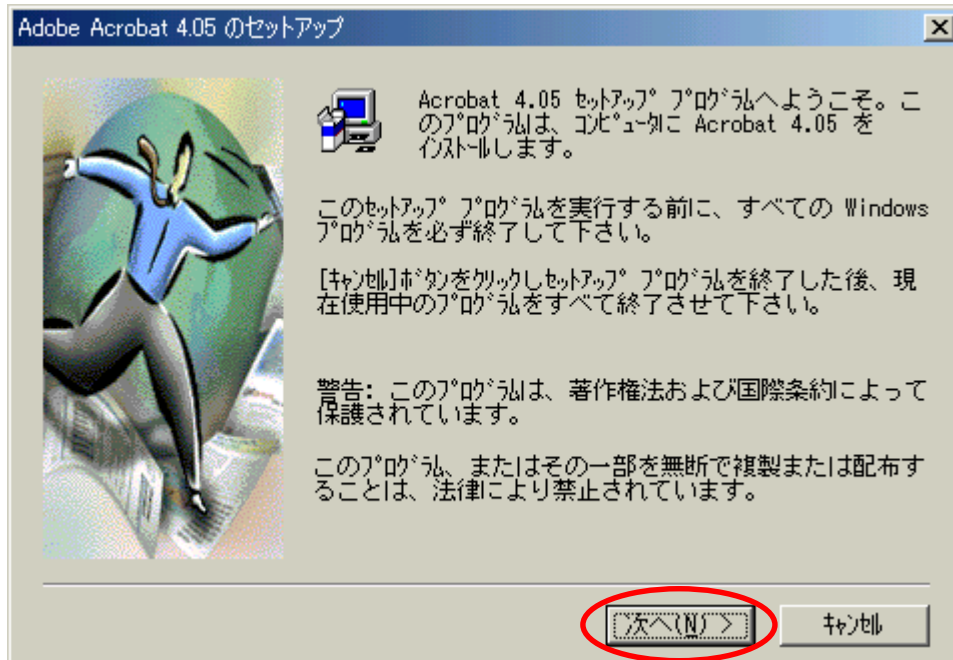 Adobe Acrobat 4.05 のセットアップ
Acrobat 4.05 ｾｯﾄｱｯﾌﾟ ﾌﾟﾛｸﾞﾗﾑへようこそ。こ
のﾌﾟﾛｸﾞﾗﾑは、ｺﾝﾋﾟｭｰﾀに Acrobat 4.05 を
ｲﾝｽﾄｰﾙします。
このｾｯﾄｱｯﾌﾟ ﾌﾟﾛｸﾞﾗﾑを実行する前に、すべての Windows
ﾌﾟﾛｸﾞﾗﾑを必ず終了して下さい。
[ｷｬﾝｾﾙ]ﾎﾞﾀﾝをｸﾘｯｸしｾｯﾄｱｯﾌﾟ ﾌﾟﾛｸﾞﾗﾑを終了した後、現
在使用中のﾌﾟﾛｸﾞﾗﾑをすべて終了させて下さい。
警告: このﾌﾟﾛｸﾞﾗﾑは、著作権法および国際条約によって
保護されています。
このﾌﾟﾛｸﾞﾗﾑ、またはその一部を無断で複製または配布す
ることは、法律により禁止されています。
次へ(N) >
ｷｬﾝｾﾙ